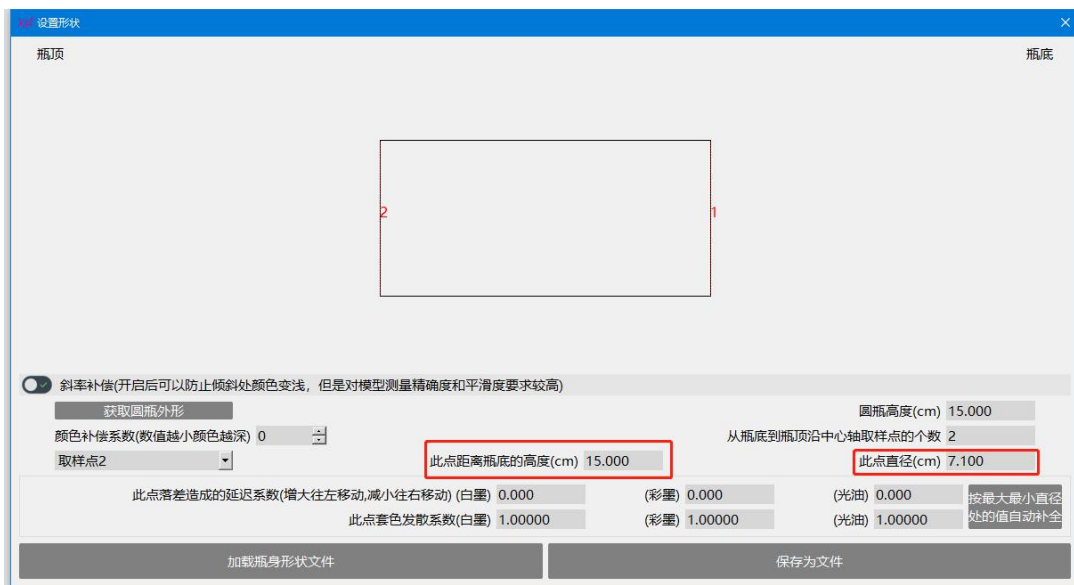 设置形状
瓶顶
瓶底
2
1
斜率补偿(开启后可以防止倾斜处颜色变浅，但是对模型测量精确度和平滑度要求较高)
获取圆瓶外形
圆瓶高度(cm) 15.000
颜色补偿系数(数值越小颜色越深) 0
从瓶底到瓶顶沿中心轴取样点的个数 2
取样点2
此点距离瓶底的高度(cm) 15.000
此点直径(cm) 7.100
此点落差造成的延迟系数(增大往左移动,减小往右移动) (白墨) 0.000 (彩墨) 0.000 (光油) 0.000
此点套色发散系数(白墨) 1.00000 (彩墨) 1.00000 (光油) 1.00000
按最大最小直径
处的值自动补全
加载瓶身形状文件
保存为文件